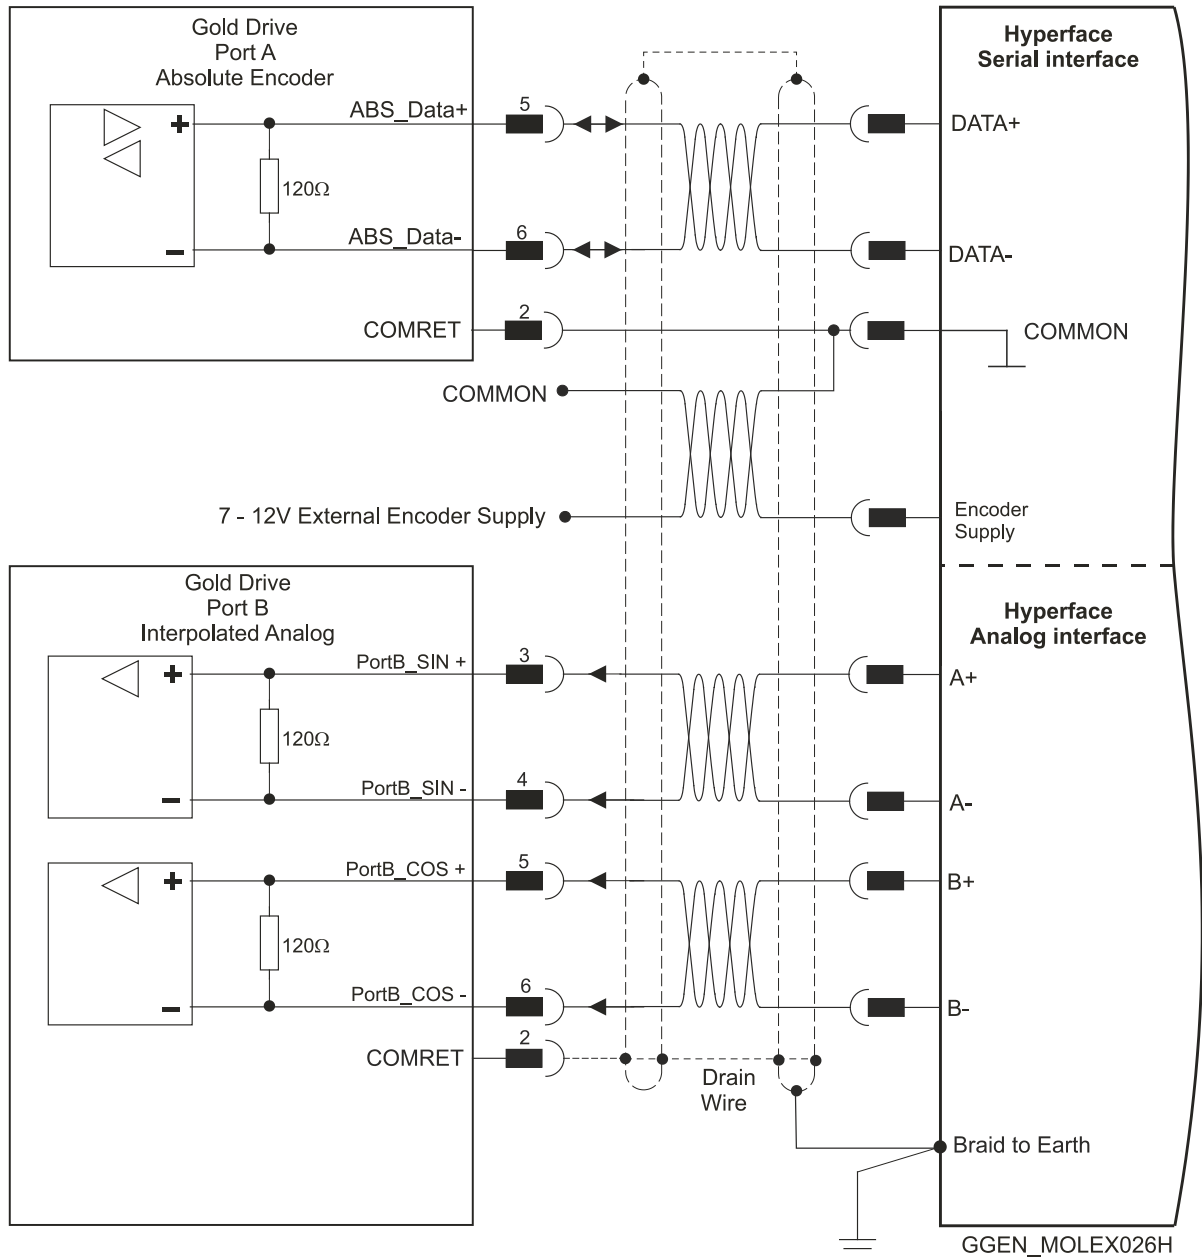 Gold Drive
Port A
Absolute Encoder
+
ABS_Data+
5
120Ω
-
ABS_Data-
6
COMRET
2
Hyperface
Serial interface
DATA+
DATA-
COMMON
COMMON
7 - 12V External Encoder Supply
Encoder
Supply
Gold Drive
Port B
Interpolated Analog
+
PortB_SIN +
3
120Ω
-
PortB_SIN -
4
+
PortB_COS +
5
120Ω
-
PortB_COS -
6
COMRET
2
Drain
Wire
Hyperface
Analog interface
A+
A-
B+
B-
Braid to Earth
GGEN_MOLEX026H